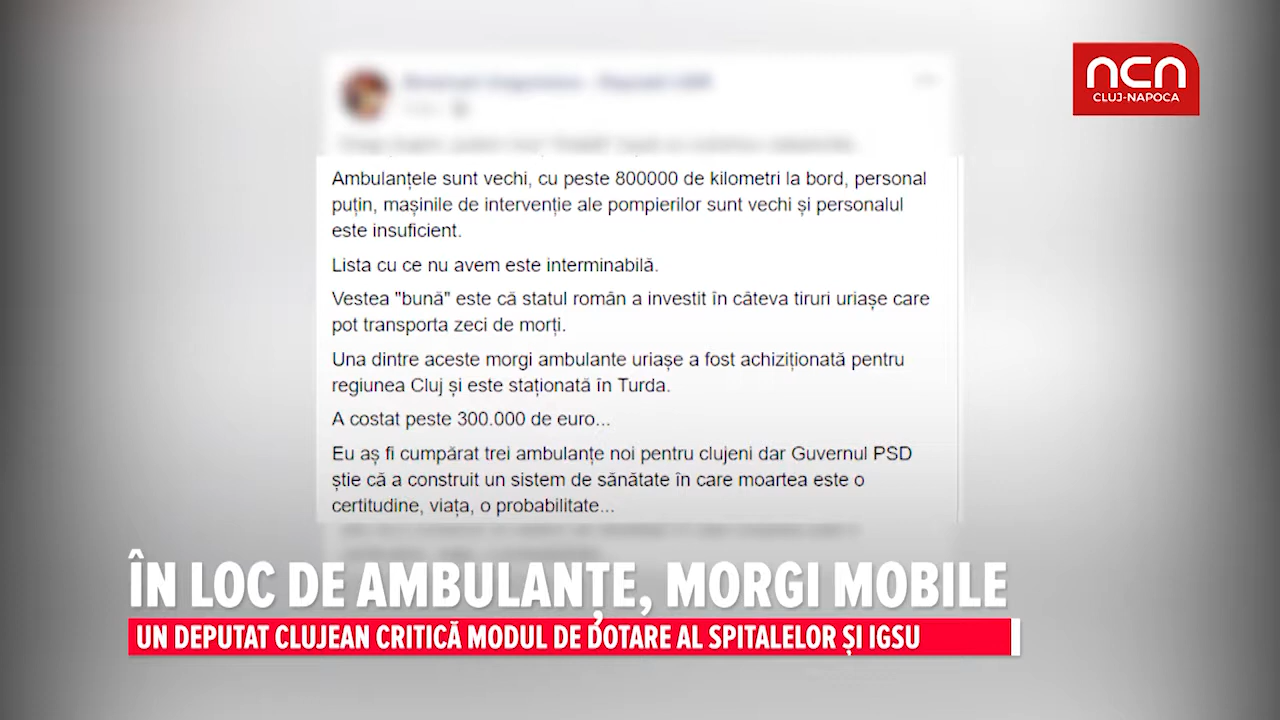 ncn
CLUJ-NAPOCA
Ambulanțele sunt vechi, cu peste 800000 de kilometri la bord, personal
puțin, mașinile de intervenție ale pompierilor sunt vechi și personalul
este insuficient.
Lista cu ce nu avem este interminabilă.
Vestea "bună" este că statul român a investit în câteva tiruri uriașe care
pot transporta zeci de morți.
Una dintre aceste morgi ambulante uriașe a fost achiziționată pentru
regiunea Cluj și este staționată în Turda.
A costat peste 300.000 de euro...
Eu aș fi cumpărat trei ambulanțe noi pentru clujeni dar Guvernul PSD
știe că a construit un sistem de sănătate în care moartea este o
certitudine, viața, o probabilitate...
ÎN LOC DE AMBULANȚE, MORGI MOBILE
UN DEPUTAT CLUJEAN CRITICĂ MODUL DE DOTARE AL SPITALELOR ȘI IGSU